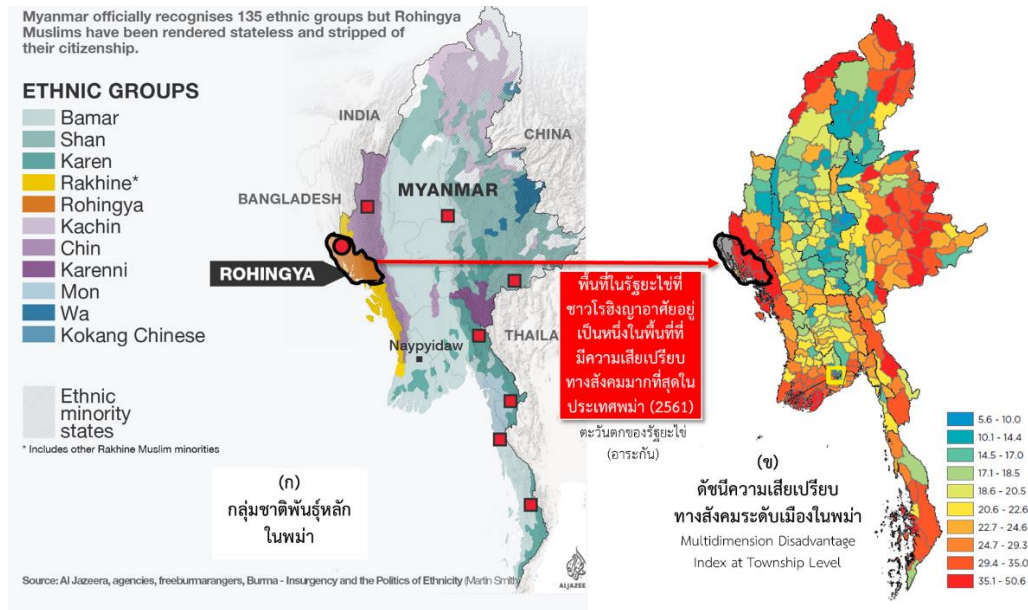 Myanmar officially recognises 135 ethnic groups but Rohingya
Muslims have been rendered stateless and stripped of
their citizenship.
ETHNIC GROUPS
Bamar
Shan
Karen
Rakhine*
Rohingya
Kachin
Chin
Karenni
Mon
Wa
Kokang Chinese
Ethnic
minority
states
* Includes other Rakhine Muslim minorities
INDIA
CHINA
BANGLADESH
MYANMAR
ROHINGYA
Naypyidaw
THAILA
(ก)
กลุ่มชาติพันธุ์หลัก
ในพม่า
Source: Al Jazeera, agencies, freeburmarangers, Burma - Insurgency and the Politics of Ethnicity (Martin Smith)
ALJAZEE
พื้นที่ในรัฐยะไข่ที่
ชาวโรฮิงญาอาศัยอยู่
เป็นหนึ่งในพื้นที่ที่
มีความเสียเปรียบ
ทางสังคมมากที่สุดใน
ประเทศพม่า (2561)
ตะวันตกของรัฐยะไข่
(อาระกัน)
(ข)
ดัชนีความเสียเปรียบ
ทางสังคมระดับเมืองในพม่า
Multidimension Disadvantage
Index at Township Level
5.6 - 10.0
10.1 - 14.4
14.5 - 17.0
17.1 - 18.5
18.6 - 20.5
20.6 - 22.6
22.7 - 24.6
24.7 - 29.3
29.4 - 35.0
35.1 - 50.6